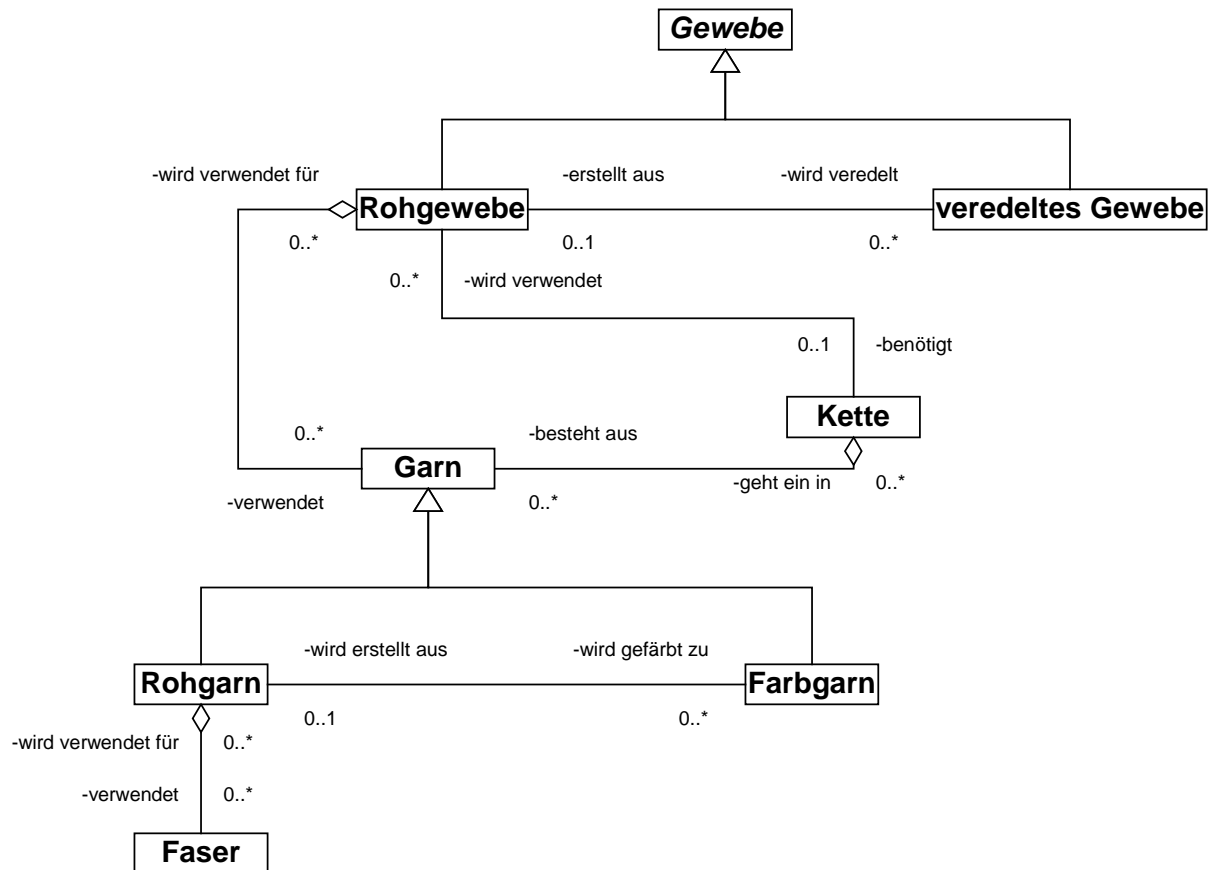 Gewebe
-wird verwendet für
-erstellt aus
-wird veredelt
Rohgewebe
veredeltes Gewebe
0..*
0..1
0..*
0..*
-wird verwendet
0..1
-benötigt
Kette
0..*
-besteht aus
Garn
-geht ein in
0..*
-verwendet
0..*
-wird erstellt aus
-wird gefärbt zu
Rohgarn
Farbgarn
0..1
0..*
-wird verwendet für
0..*
-verwendet
0..*
Faser